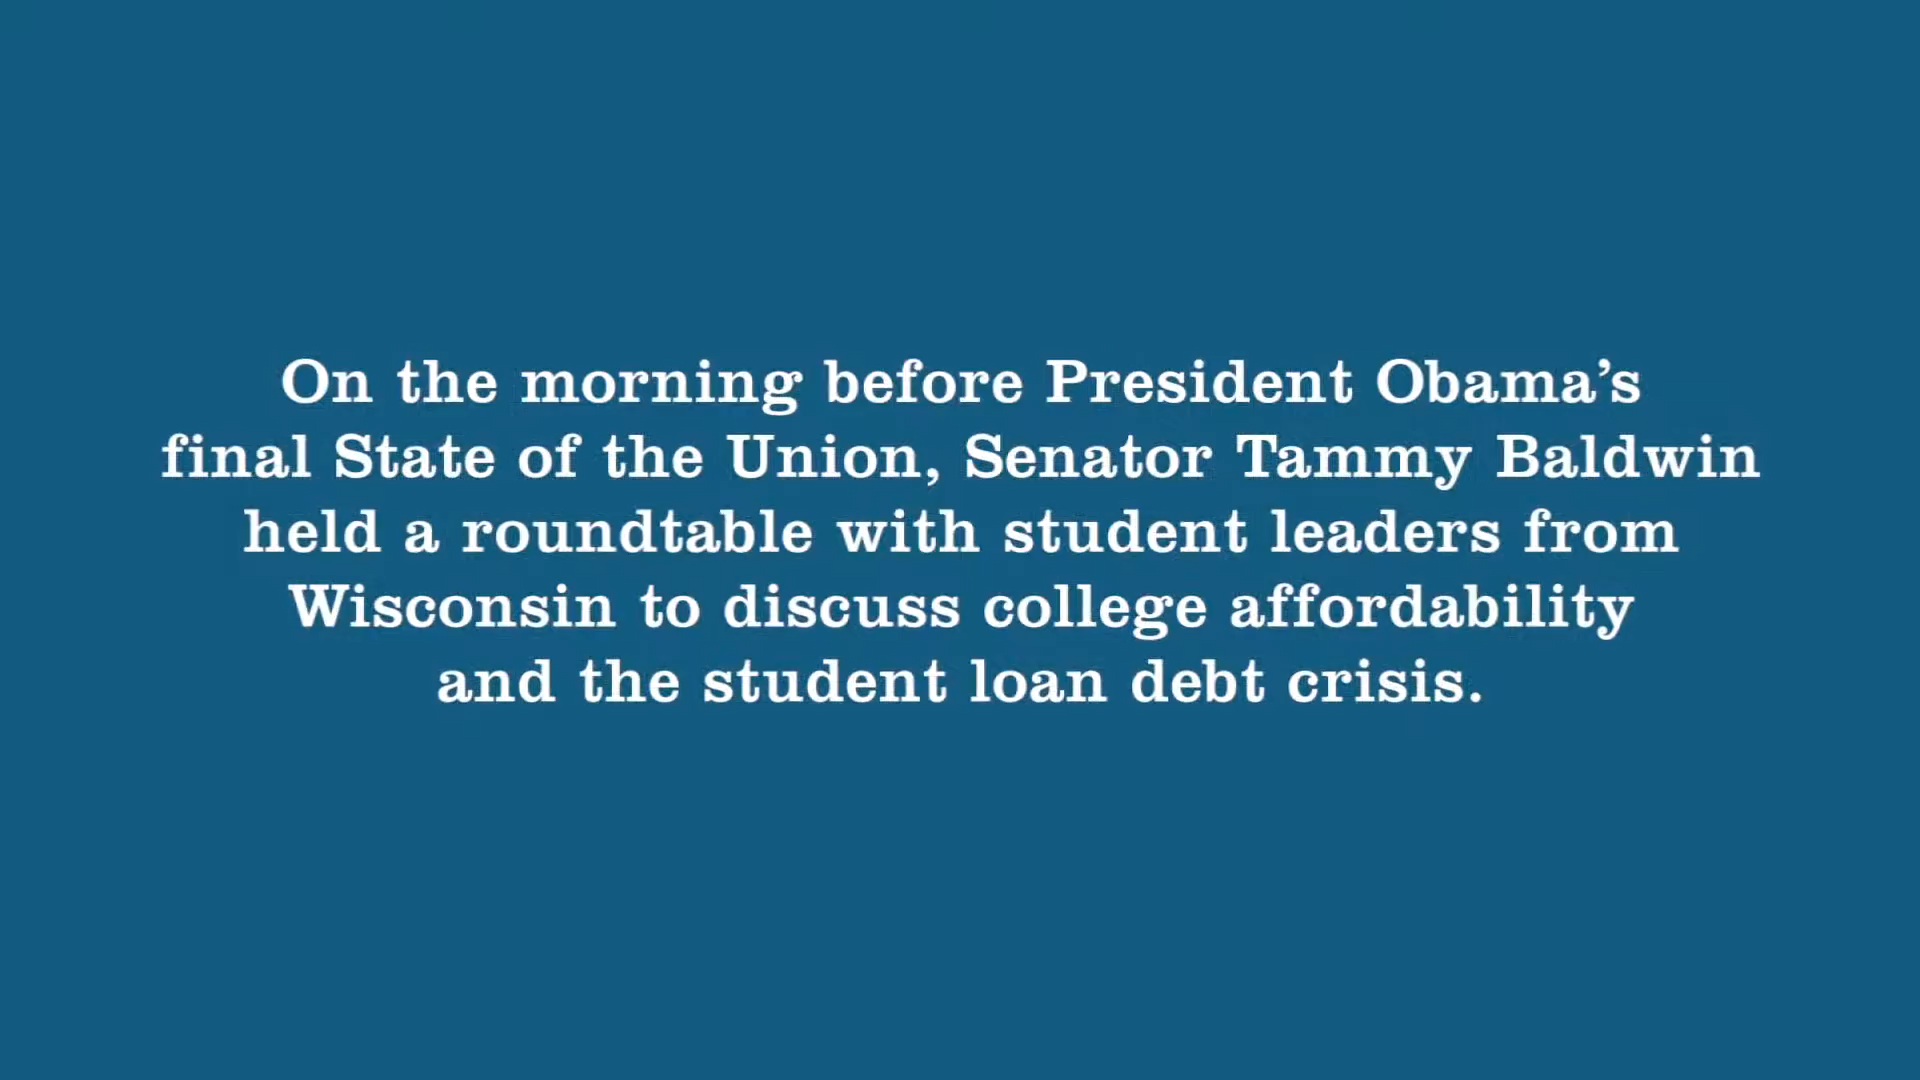 On the morning before President Obama’s
final State of the Union, Senator Tammy Baldwin
held a roundtable with student leaders from
Wisconsin to discuss college affordability
and the student loan debt crisis.